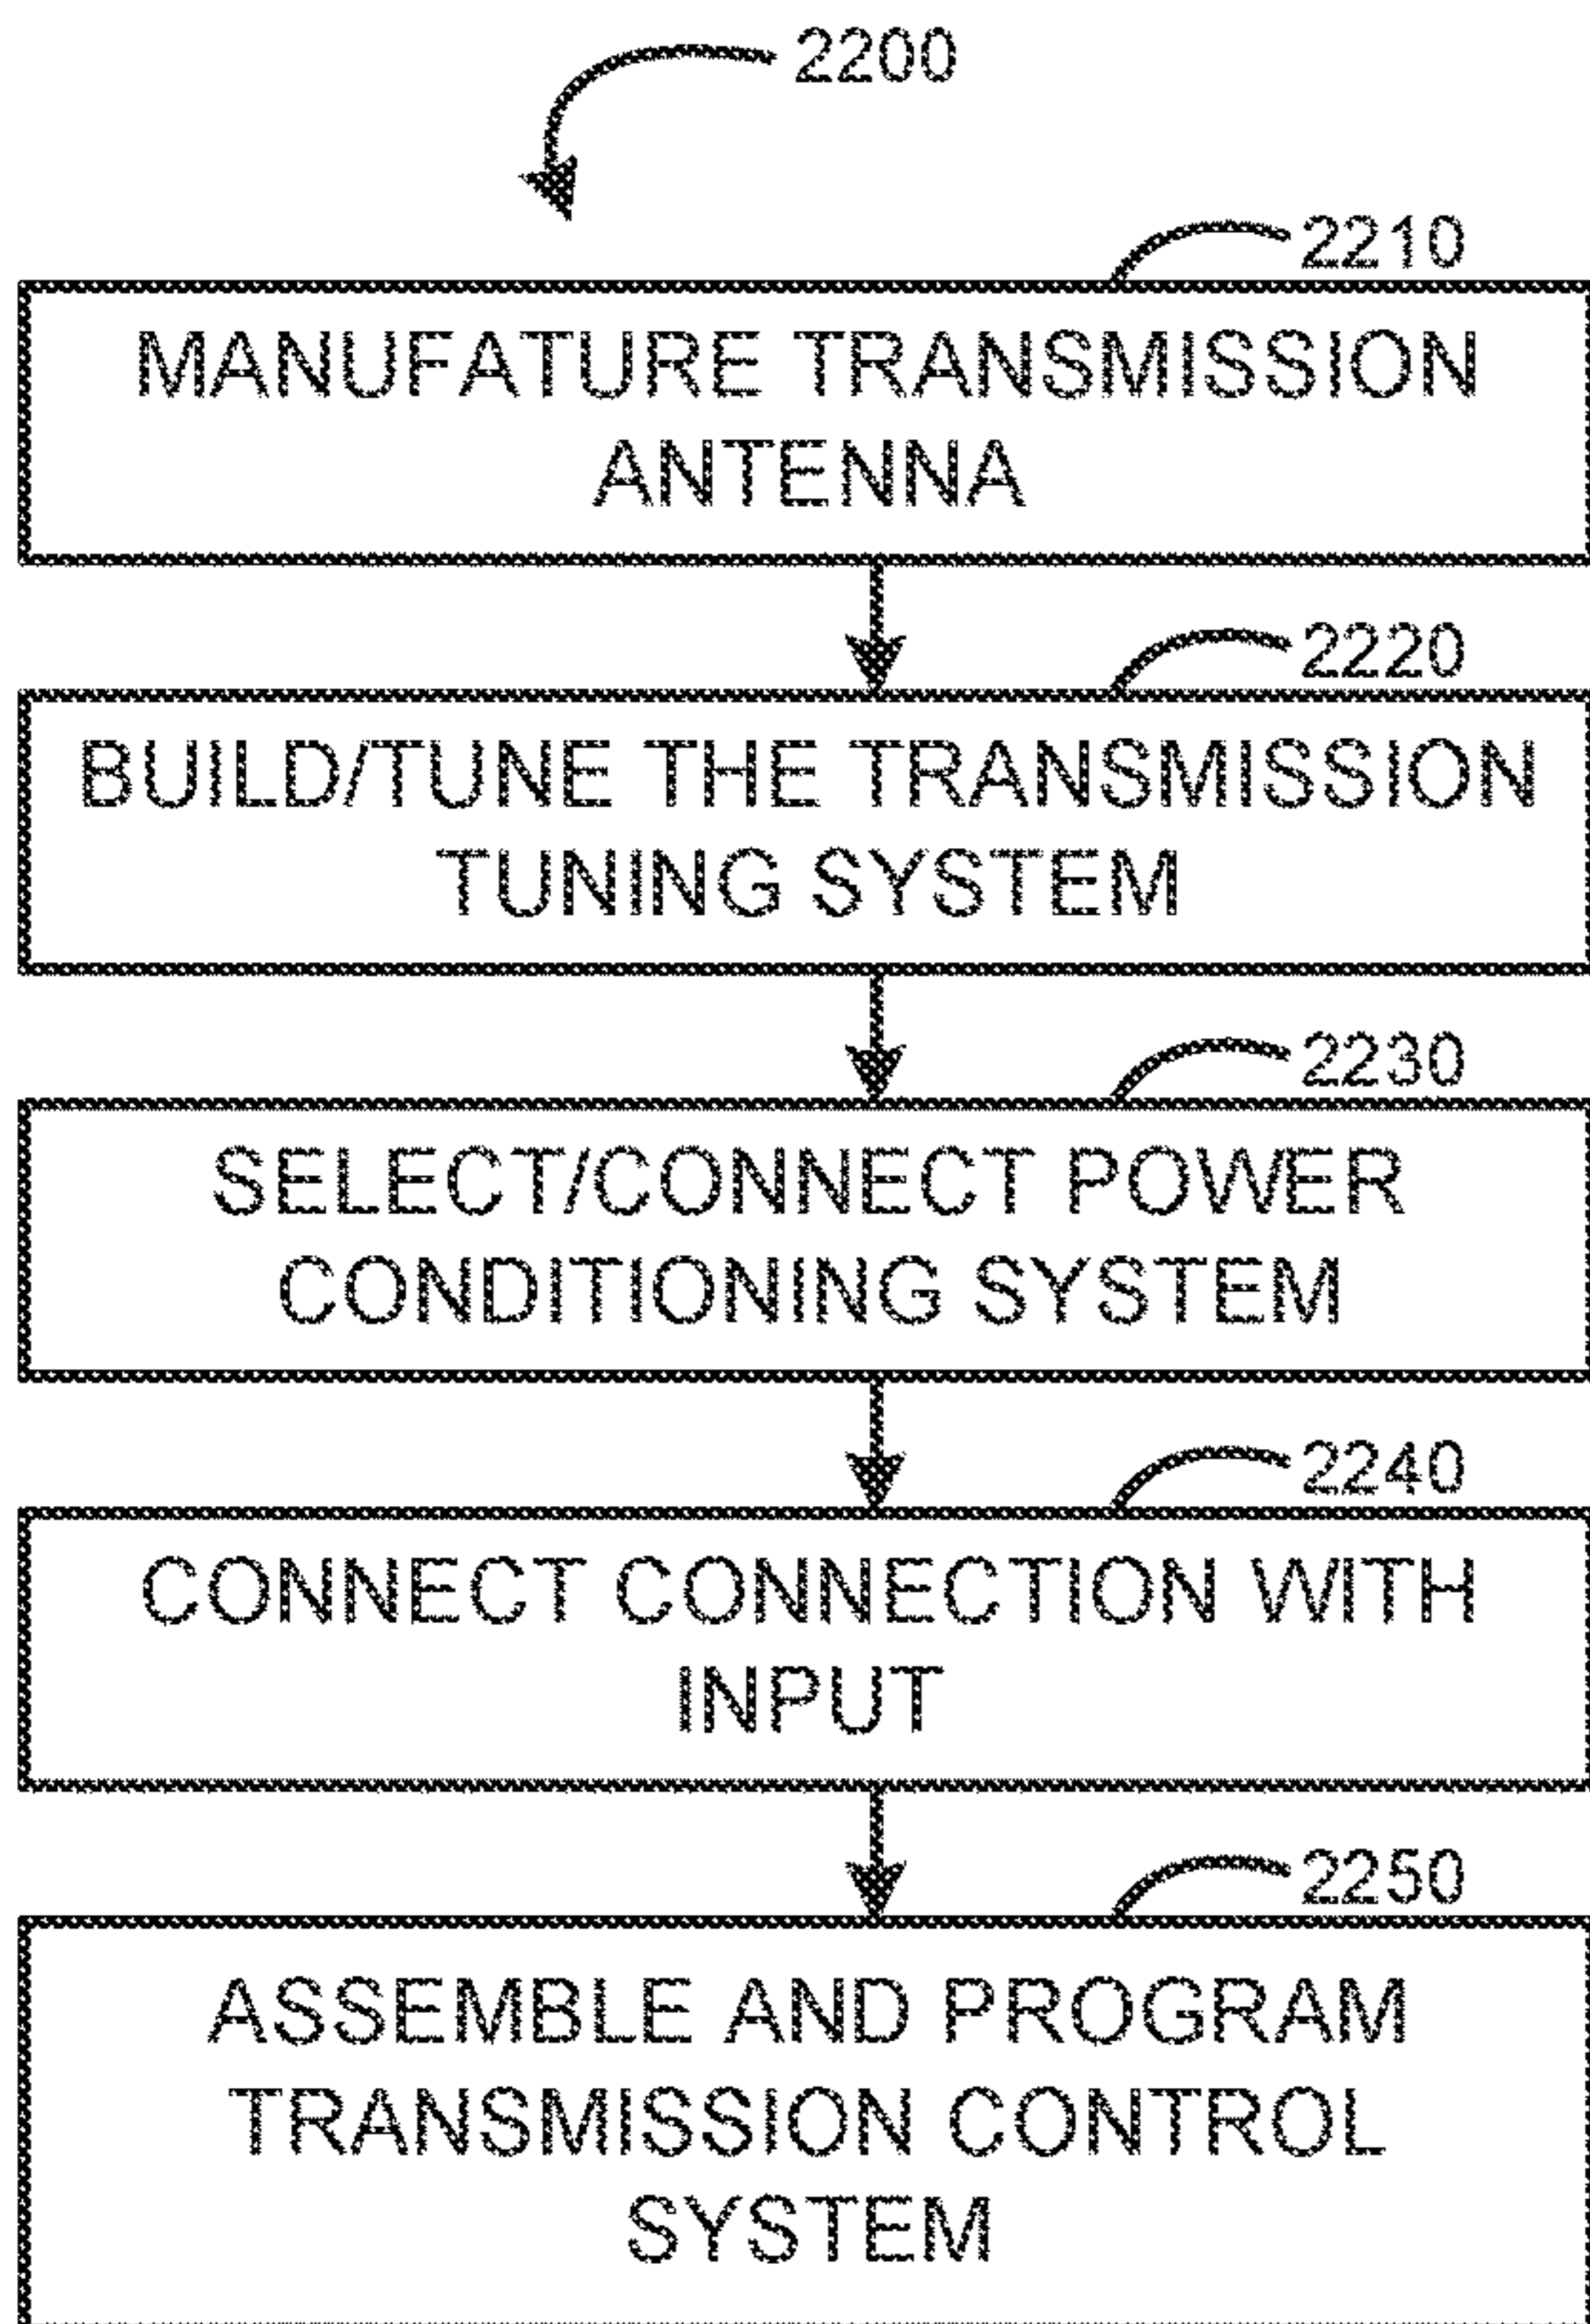 2200
2210
MANUFATURE TRANSMISSION
ANTENNA
2220
BUILD/TUNE THE TRANSMISSION
TUNING SYSTEM
2230
SELECT/CONNECT POWER
CONDITIONING SYSTEM
2240
CONNECT CONNECTION WITH
INPUT
2250
ASSEMBLE AND PROGRAM
TRANSMISSION CONTROL
SYSTEM